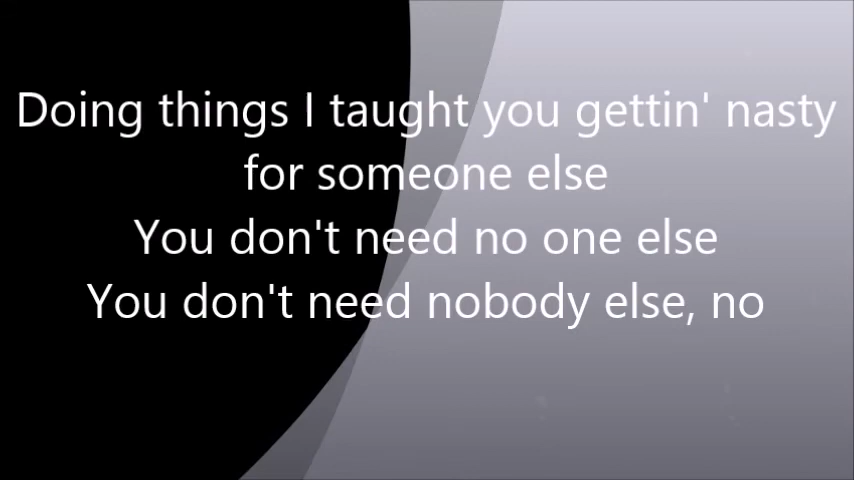 Doing things I taught you gettin' nasty
for someone else
You don't need no one else
You don't need nobody else, no